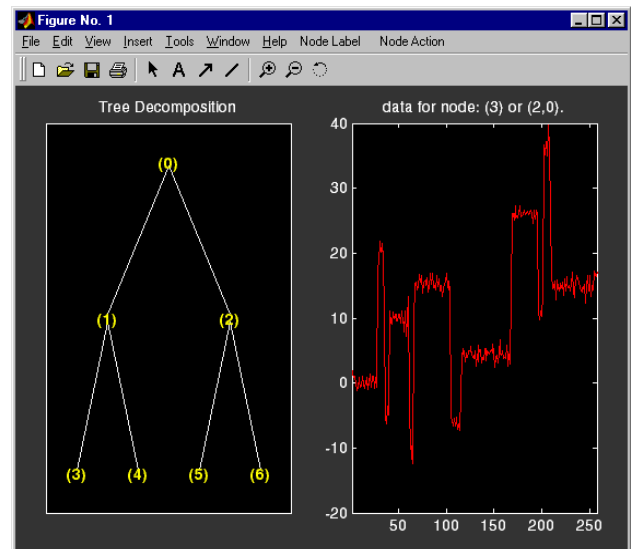 Figure No. 1
File Edit View Insert Tools Window Help Node Label Node Action
A
Tree Decomposition
data for node: (3) or (2,0).
(0)
(1) (2)
(3) (4) (5) (6)
40
30
20
10
0
-10
-20
50 100 150 200 250